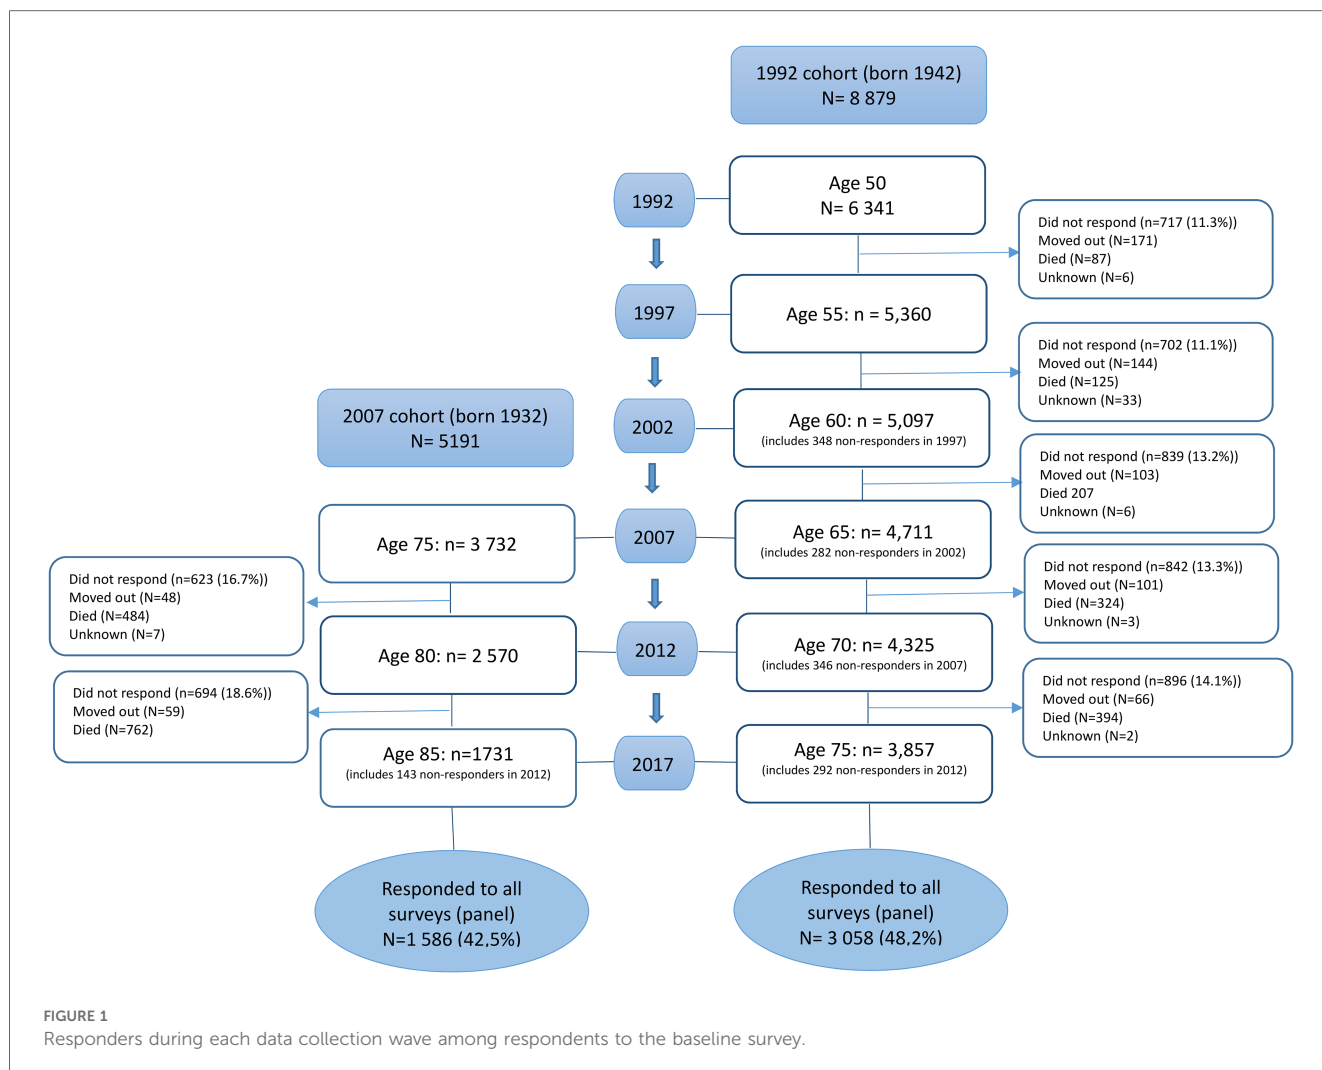 1992 cohort (born 1942)
N= 8 879
1992
Age 50
N= 6 341
Did not respond (n=717 (11.3%))
Moved out (N=171)
Died (N=87)
Unknown (N=6)
1997
Age 55: n = 5,360
Did not respond (n=702 (11.1%))
Moved out (N=144)
Died (N=125)
Unknown (N=33)
2007 cohort (born 1932)
N= 5191
2002
Age 60: n = 5,097
(includes 348 non-responders in 1997)
Did not respond (n=839 (13.2%))
Moved out (N=103)
Died 207
Unknown (N=6)
Age 75: n= 3 732
2007
Age 65: n= 4,711
(includes 282 non-responders in 2002)
Did not respond (n=623 (16.7%))
Moved out (N=48)
Died (N=484)
Unknown (N=7)
Did not respond (n=842 (13.3%))
Moved out (N=101)
Died (N=324)
Unknown (N=3)
Age 80: n= 2 570
2012
Age 70: n= 4,325
(includes 346 non-responders in 2007)
Did not respond (n=694 (18.6%))
Moved out (N=59)
Died (N=762)
Did not respond (n=896 (14.1%))
Moved out (N=66)
Died (N=394)
Unknown (N=2)
Age 85: n=1731
(includes 143 non-responders in 2012)
2017
Age 75: n= 3,857
(includes 292 non-responders in 2012)
Responded to all
surveys (panel)
N=1 586 (42,5%)
Responded to all
surveys (panel)
N= 3 058 (48,2%)
FIGURE 1
Responders during each data collection wave among respondents to the baseline survey.